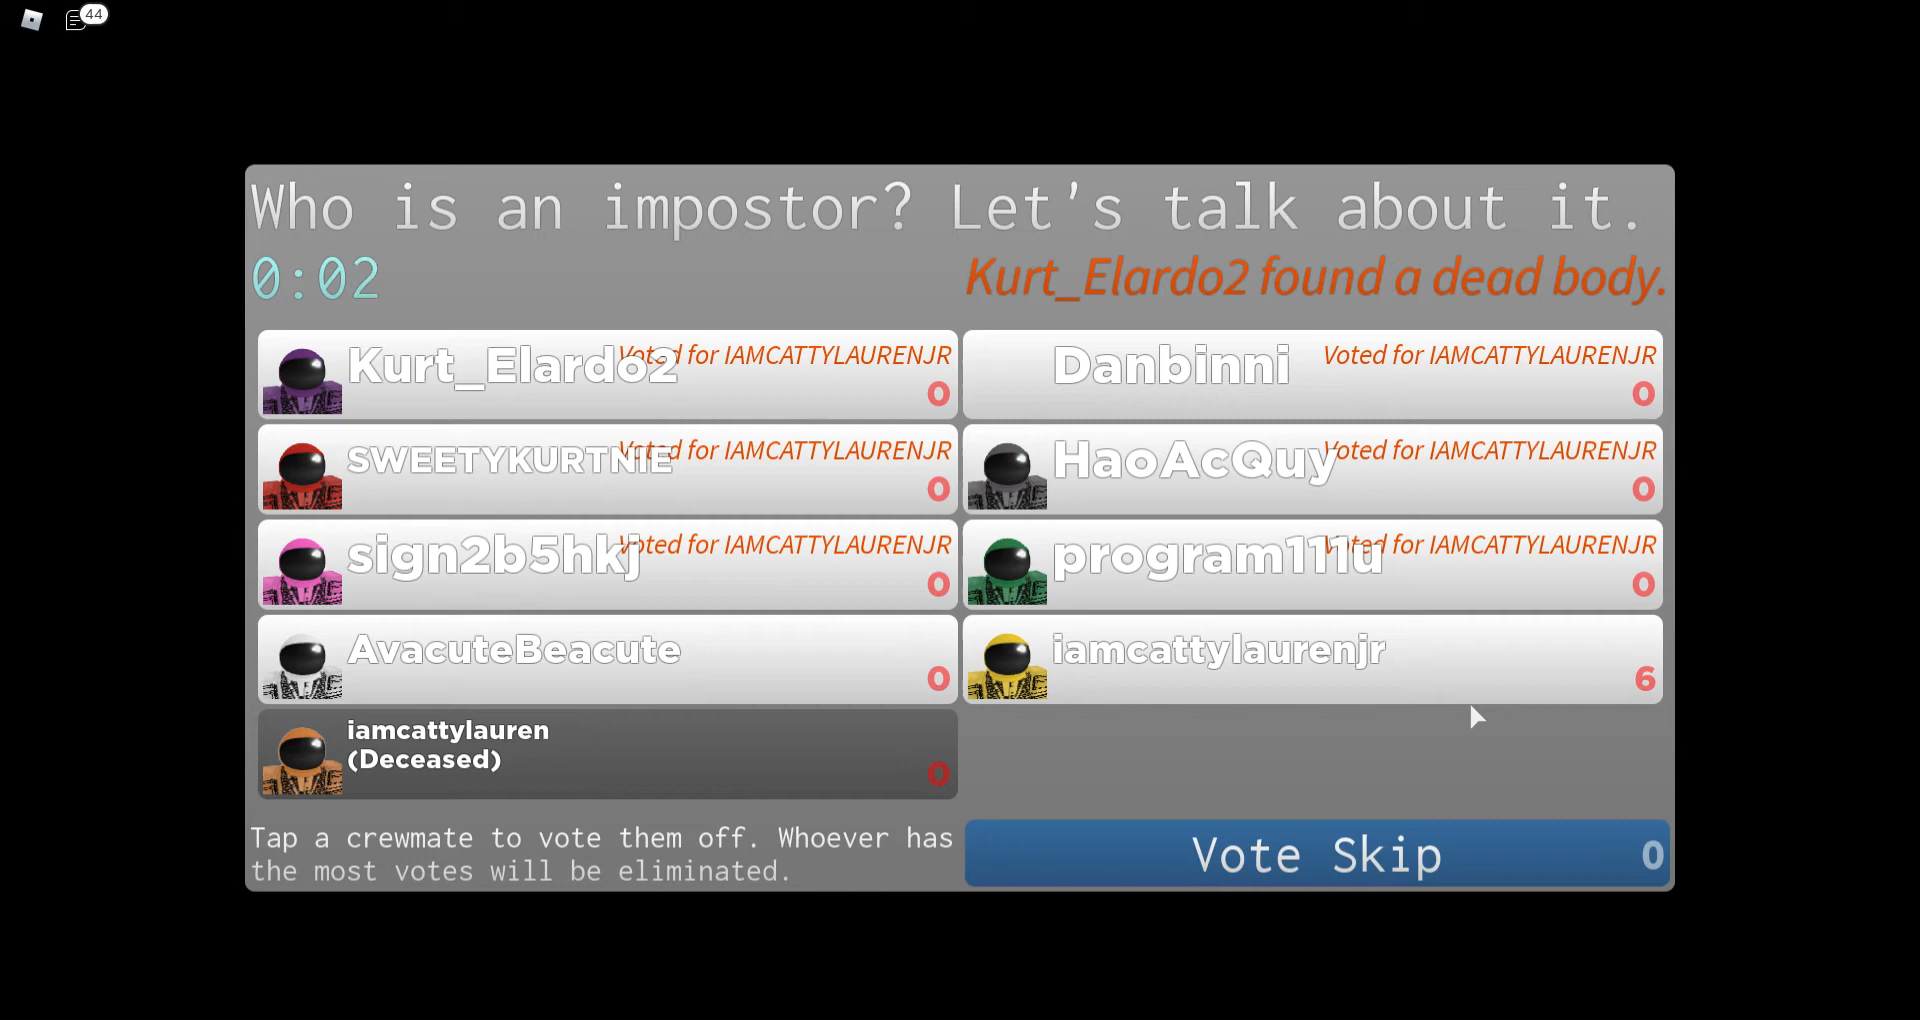 44
Who is an impostor? Let's talk about it.
0:02
Kurt_Elardo2 found a dead body.
Kurt_Elardo2
Voted for IAMCATTYLAURENJR
0
Danbinni
Voted for IAMCATTYLAURENJR
0
SWEETYKURTNIE
Voted for IAMCATTYLAURENJR
0
HaoAcQuy
Voted for IAMCATTYLAURENJR
0
sign2b5hkj
Voted for IAMCATTYLAURENJR
0
program111u
Voted for IAMCATTYLAURENJR
0
AvacuteBeacute
0
iamcattylaurenjr
6
iamcattylauren
(Deceased)
0
Tap a crewmate to vote them off. Whoever has
the most votes will be eliminated.
Vote Skip
0